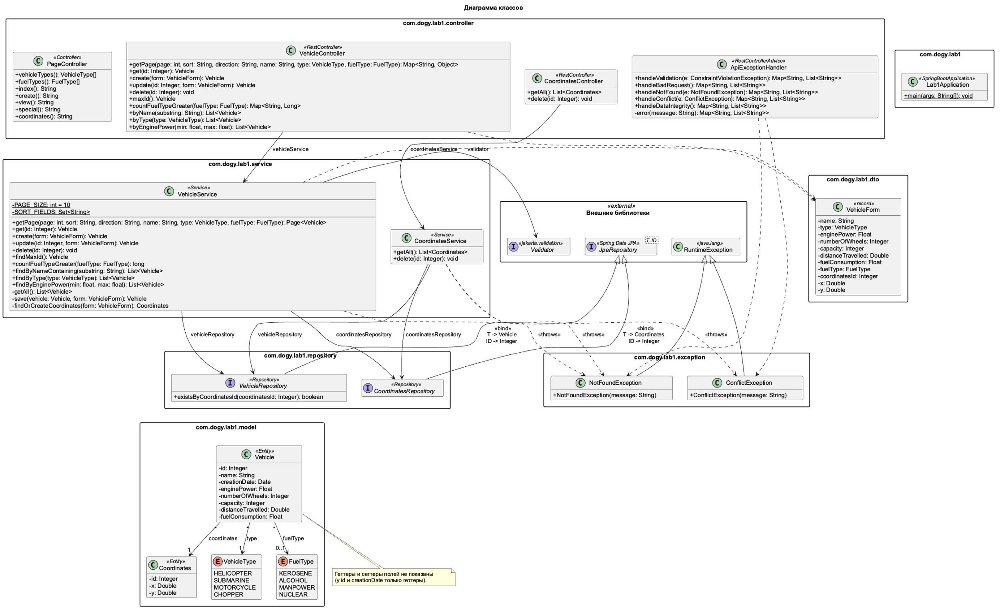 Диаграмма классов
com.dogy.lab1.controller
«Controller»
PageController
+vehicleTypes(): VehicleType[]
+fuelTypes(): FuelType[]
+index(): String
+create(): String
+view(): String
+special(): String
+coordinates(): String
«RestController»
VehicleController
+getPage(page: int, sort: String, direction: String, name: String, type: VehicleType, fuelType: FuelType): Map<String, Object>
+get(id: Integer): Vehicle
+create(form: VehicleForm): Vehicle
+update(id: Integer, form: VehicleForm): Vehicle
+delete(id: Integer): void
+maxId(): Vehicle
+countFuelTypeGreater(fuelType: FuelType): Map<String, Long>
+byName(substring: String): List<Vehicle>
+byType(type: VehicleType): List<Vehicle>
+byEnginePower(min: float, max: float): List<Vehicle>
«RestController»
CoordinatesController
+getAll(): List<Coordinates>
+delete(id: Integer): void
«RestControllerAdvice»
ApiExceptionHandler
+handleValidation(e: ConstraintViolationException): Map<String, List<String>>
+handleBadRequest(): Map<String, List<String>>
+handleNotFound(e: NotFoundException): Map<String, List<String>>
+handleConflict(e: ConflictException): Map<String, List<String>>
+handleDataIntegrity(): Map<String, List<String>>
-error(message: String): Map<String, List<String>>
com.dogy.lab1
«SpringBootApplication»
Lab1Application
+main(args: String[]): void
vehicleService
coordinatesService
validator
com.dogy.lab1.service
«Service»
VehicleService
-PAGE_SIZE: int = 10
-SORT_FIELDS: Set<String>
+getPage(page: int, sort: String, direction: String, name: String, type: VehicleType, fuelType: FuelType): Page<Vehicle>
+get(id: Integer): Vehicle
+create(form: VehicleForm): Vehicle
+update(id: Integer, form: VehicleForm): Vehicle
+delete(id: Integer): void
+findMaxId(): Vehicle
+countFuelTypeGreater(fuelType: FuelType): long
+findByNameContaining(substring: String): List<Vehicle>
+findByType(type: VehicleType): List<Vehicle>
+findByEnginePower(min: float, max: float): List<Vehicle>
-getAll(): List<Vehicle>
-save(vehicle: Vehicle, form: VehicleForm): Vehicle
-findOrCreateCoordinates(form: VehicleForm): Coordinates
«Service»
CoordinatesService
+getAll(): List<Coordinates>
+delete(id: Integer): void
«external»
Внешние библиотеки
«jakarta.validation»
Validator
T, ID
«Spring Data JPA»
JpaRepository
«java.lang»
RuntimeException
com.dogy.lab1.dto
«record»
VehicleForm
-name: String
-type: VehicleType
-enginePower: Float
-numberOfWheels: Integer
-capacity: Integer
-distanceTravelled: Double
-fuelConsumption: Float
-fuelType: FuelType
-coordinatesId: Integer
-x: Double
-y: Double
vehicleRepository
vehicleRepository
coordinatesRepository
coordinatesRepository
«bind»
T -> Vehicle
ID -> Integer
«throws»
«throws»
«bind»
T -> Coordinates
ID -> Integer
«throws»
com.dogy.lab1.repository
«Repository»
VehicleRepository
+existsByCoordinatesId(coordinatesId: Integer): boolean
«Repository»
CoordinatesRepository
com.dogy.lab1.exception
NotFoundException
+NotFoundException(message: String)
ConflictException
+ConflictException(message: String)
com.dogy.lab1.model
«Entity»
Vehicle
-id: Integer
-name: String
-creationDate: Date
-enginePower: Float
-numberOfWheels: Integer
-capacity: Integer
-distanceTravelled: Double
-fuelConsumption: Float
*
*
*
coordinates
type
fuelType
1
1
0..1
«Entity»
Coordinates
-id: Integer
-x: Double
-y: Double
VehicleType
HELICOPTER
SUBMARINE
MOTORCYCLE
CHOPPER
FuelType
KEROSENE
ALCOHOL
MANPOWER
NUCLEAR
Геттеры и сеттеры полей не показаны
(у id и creationDate только геттеры).